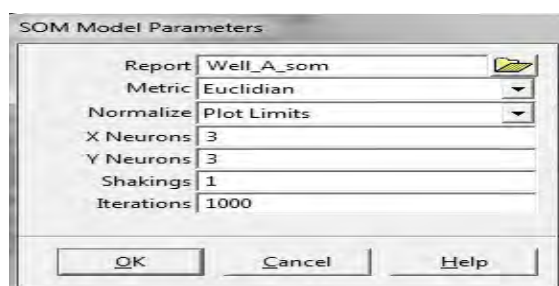 SOM Model Parameters
Report Well_A_som
Metric Euclidian
Normalize Plot Limits
X Neurons 3
Y Neurons 3
Shakings 1
Iterations 1000
OK Cancel Help